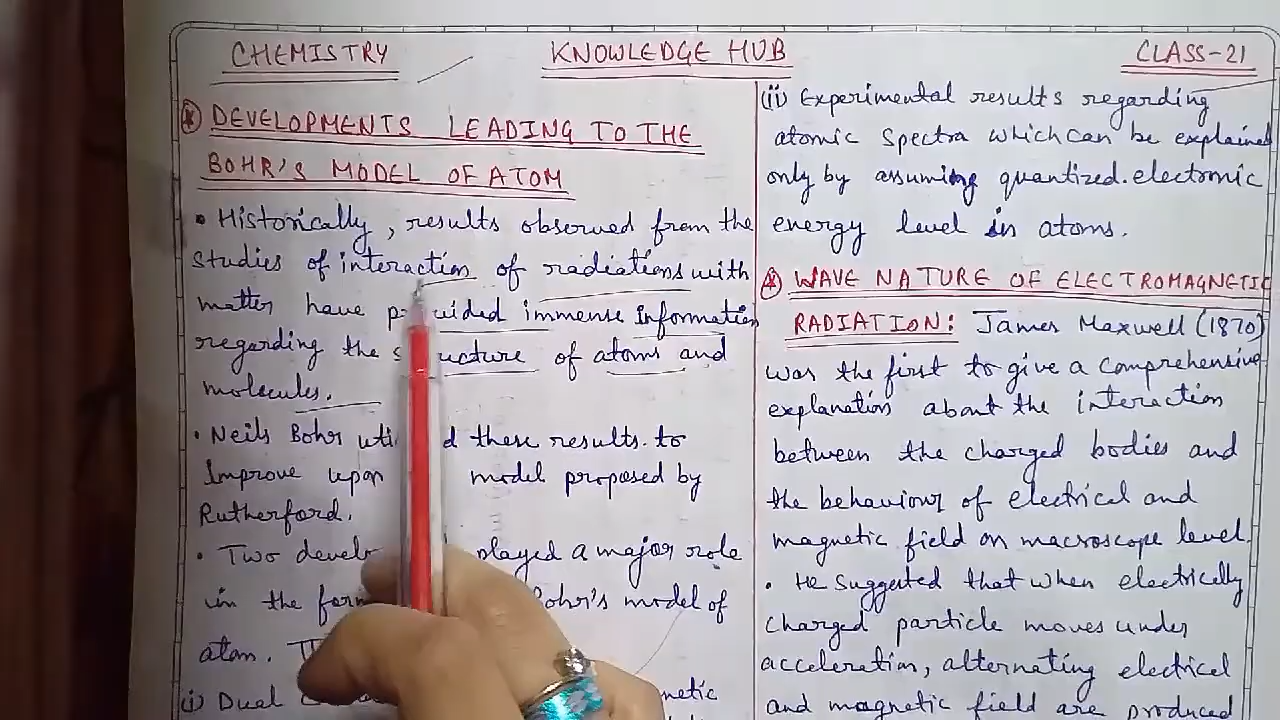 CHEMISTRY
KNOWLEDGE HUB
CLASS-21
DEVELOPMENTS LEADING TO THE
BOHR'S MODEL OF ATOM
• Historically, results observed from the
studies of interaction of radiations with
matter have provided immense information
regarding the structure of atoms and
molecules.
• Neils Bohr these results to
Improve upon model proposed by
Rutherford.
• Two played a major role
in the Bohr's model of
atom.
i) Dual
(ii) Experimental results regarding
atomic spectra which can be explained
only by assuming quantized electronic
energy level in atoms.
WAVE NATURE OF ELECTROMAGNETIC
RADIATION: James Maxwell (1870)
was the first to give a comprehensive
explanation about the interaction
between the charged bodies and
the behaviour of electrical and
magnetic field on macroscope level.
• He suggested that when electrically
charged particle moves under
acceleration, alternating electrical
and magnetic field are produced